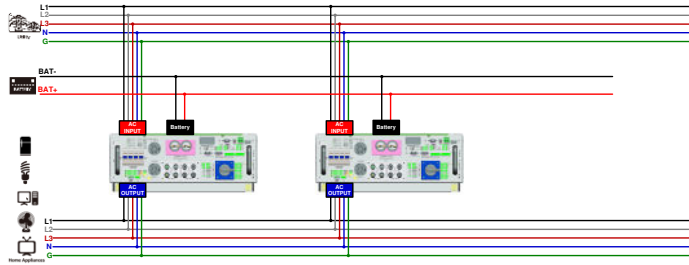 L1
L2
L3
N
G
Utility
BAT-
BATTERY
BAT+
AC
INPUT
Battery
AC
INPUT
Battery
AC
OUTPUT
AC
OUTPUT
L1
L2
L3
N
G
Home Appliances